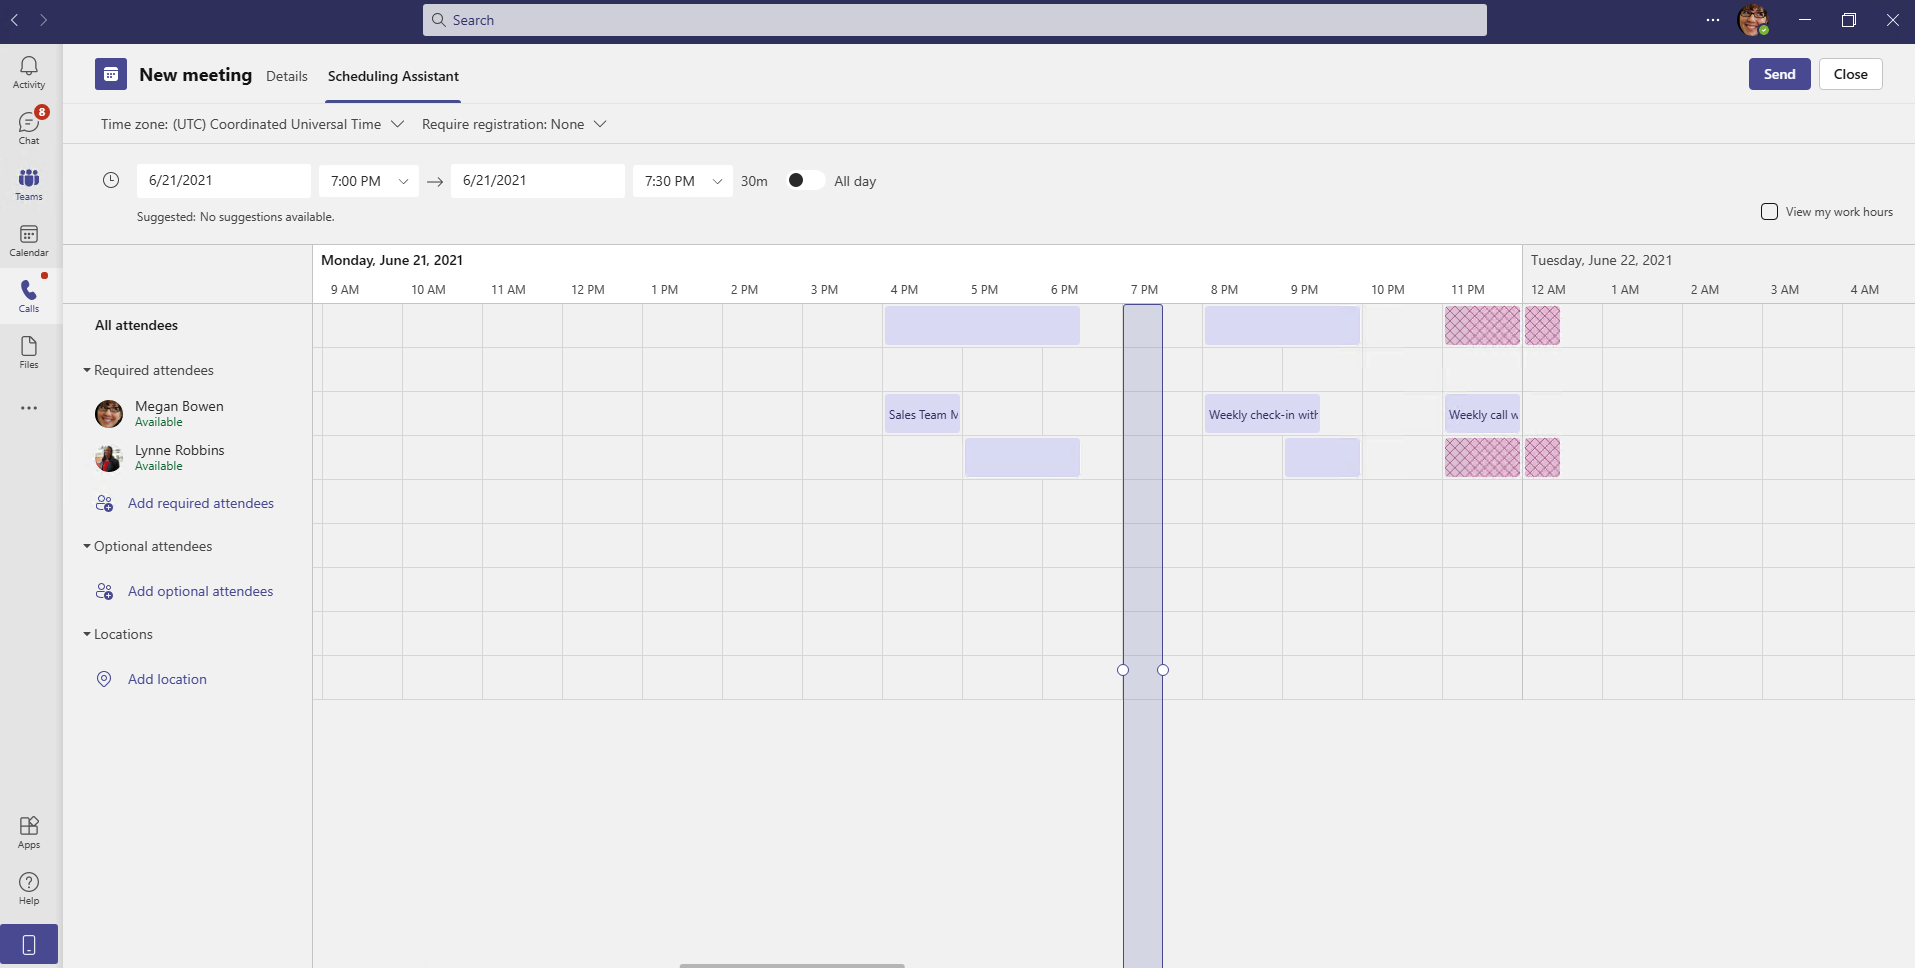 Search
Activity
8
Chat
Teams
Calendar
Calls
Files
Apps
Help
New meeting Details Scheduling Assistant
Send Close
Time zone: (UTC) Coordinated Universal Time Require registration: None
6/21/2021 7:00 PM 6/21/2021 7:30 PM 30m All day
Suggested: No suggestions available.
View my work hours
Monday, June 21, 2021 Tuesday, June 22, 2021
9 AM 10 AM 11 AM 12 PM 1 PM 2 PM 3 PM 4 PM 5 PM 6 PM 7 PM 8 PM 9 PM 10 PM 11 PM 12 AM 1 AM 2 AM 3 AM 4 AM
All attendees
Required attendees
Megan Bowen
Available
Sales Team M Weekly check-in with Weekly call w
Lynne Robbins
Available
Add required attendees
Optional attendees
Add optional attendees
Locations
Add location